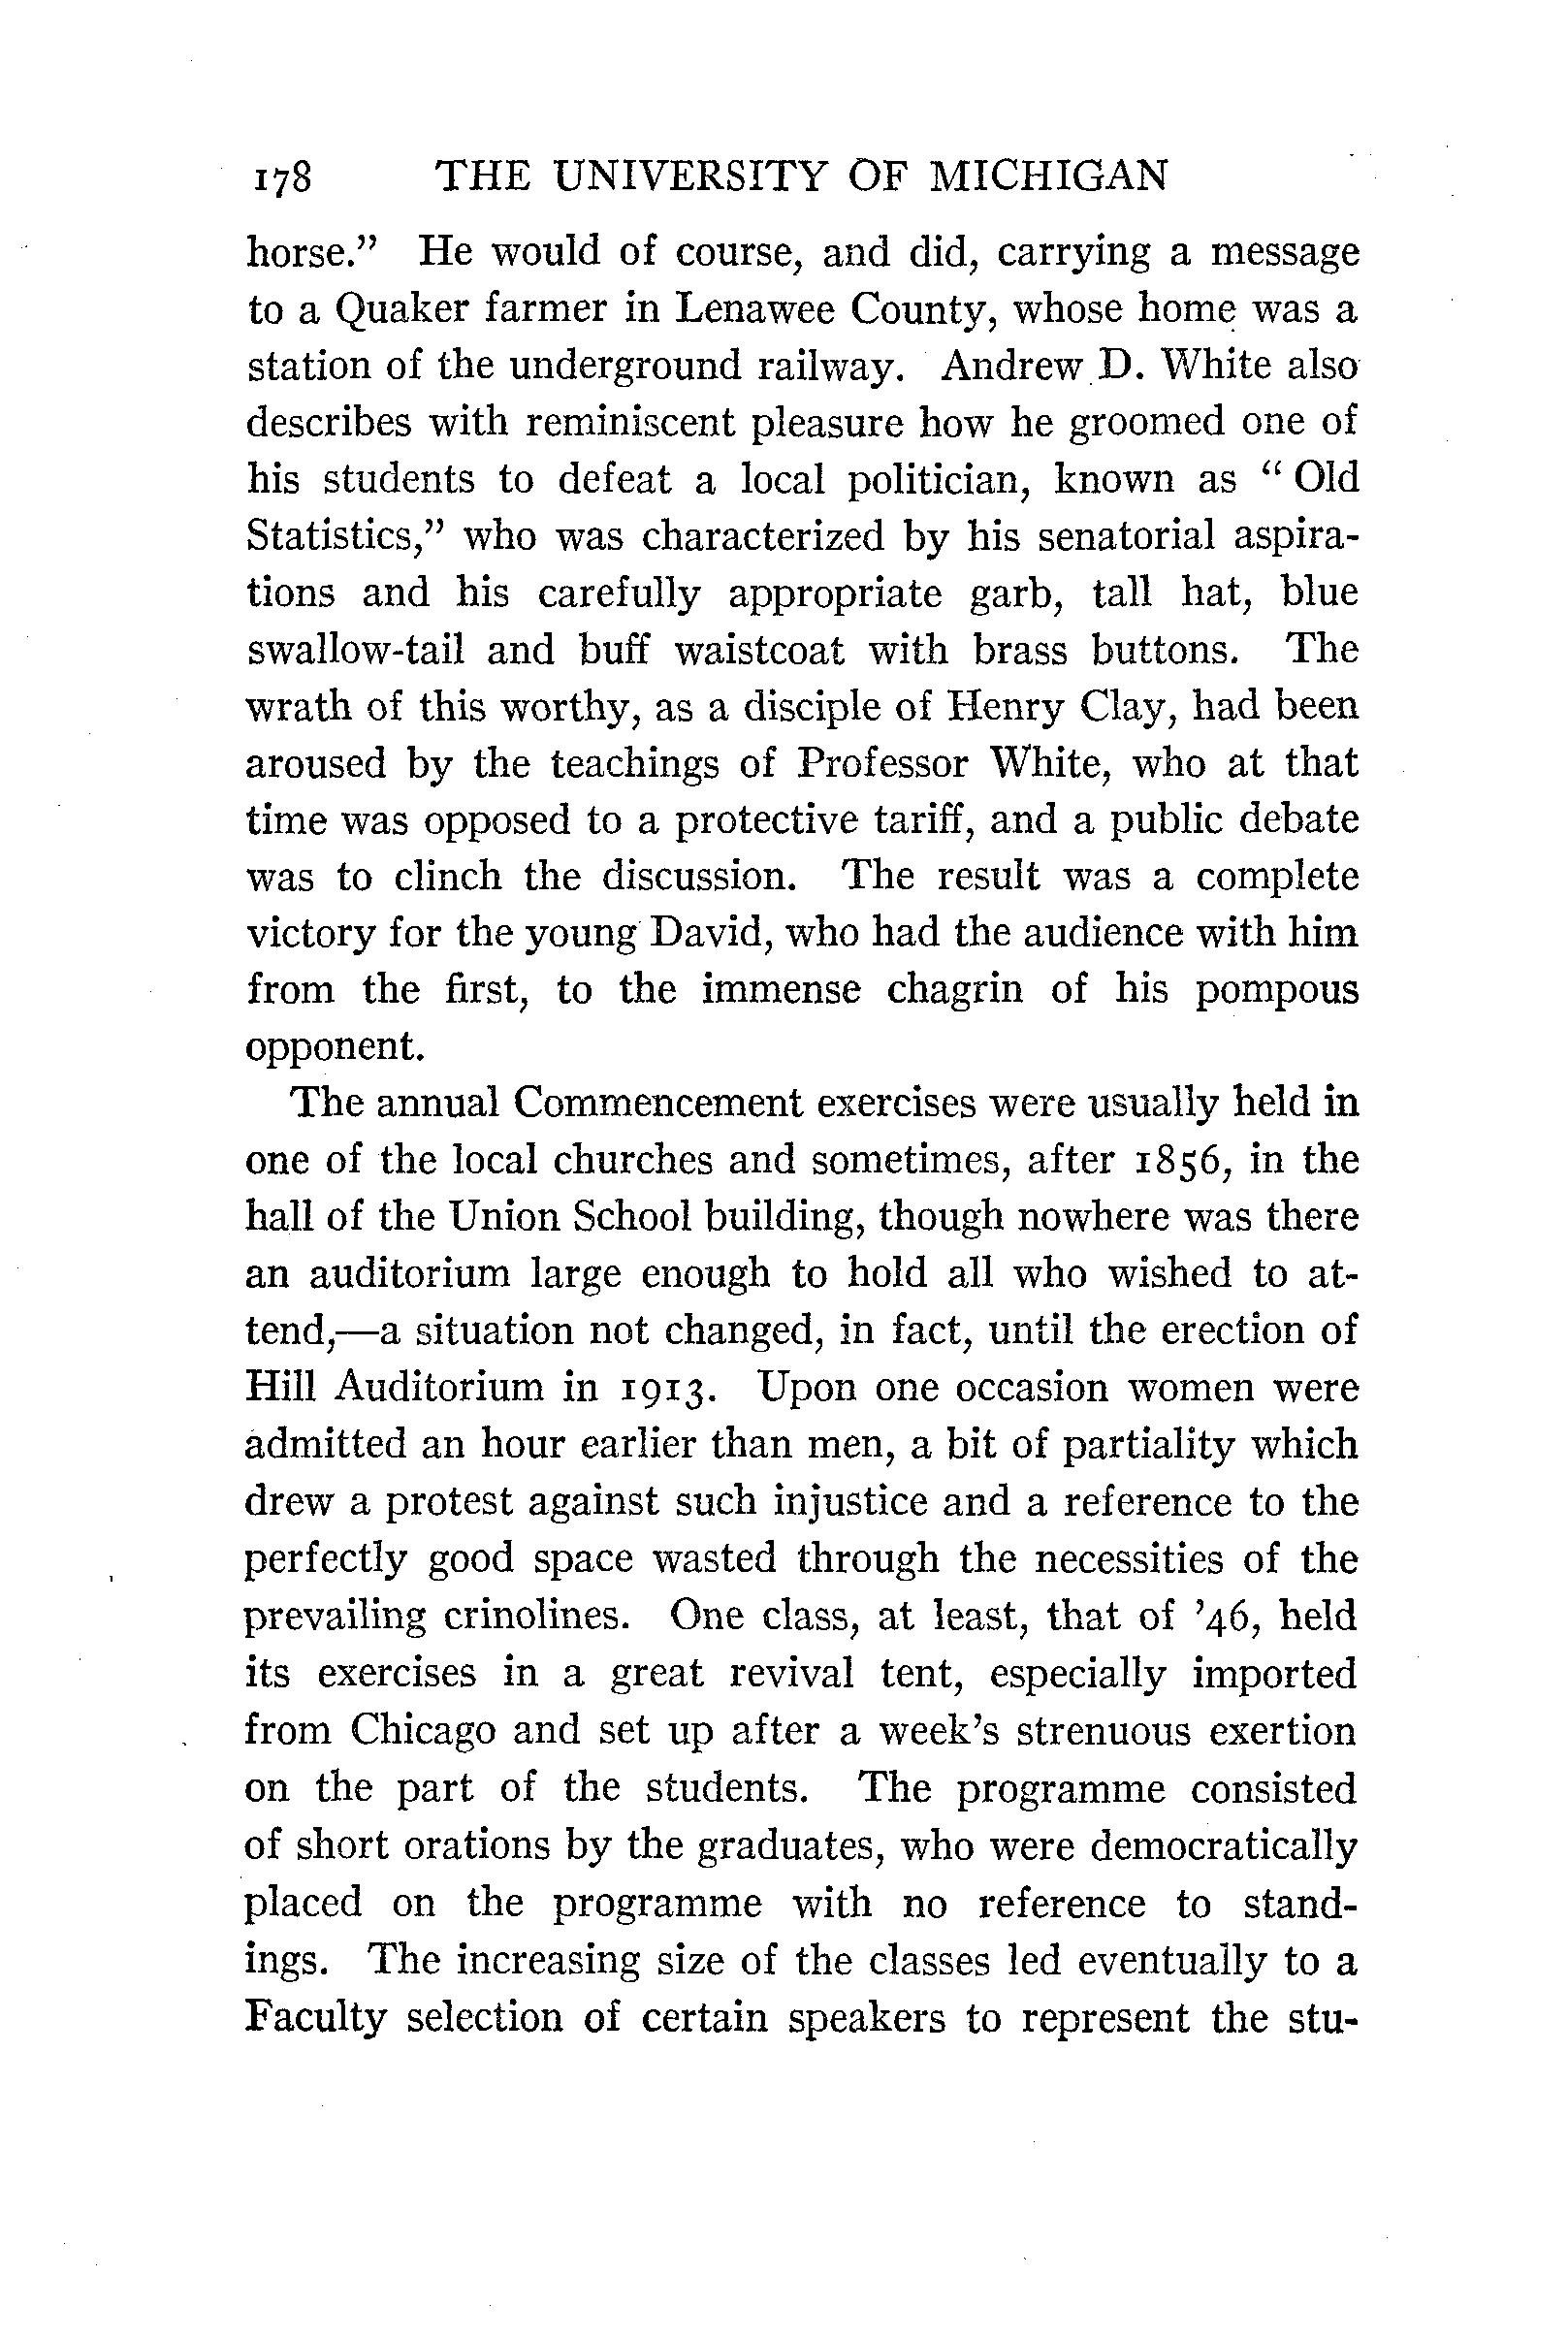 178 THE UNIVERSITY OF MICHIGAN
horse." He would of course, and did, carrying a message
to a Quaker farmer in Lenawee County, whose home was a
station of the underground railway. Andrew D. White also
describes with reminiscent pleasure how he groomed one of
his students to defeat a local politician, known as "Old
Statistics," who was characterized by his senatorial aspira-
tions and his carefully appropriate garb, tall hat, blue
swallow-tail and buff waistcoat with brass buttons. The
wrath of this worthy, as a disciple of Henry Clay, had been
aroused by the teachings of Professor White, who at that
time was opposed to a protective tariff, and a public debate
was to clinch the discussion. The result was a complete
victory for the young David, who had the audience with him
from the first, to the immense chagrin of his pompous
opponent.
The annual Commencement exercises were usually held in
one of the local churches and sometimes, after 1856, in the
hall of the Union School building, though nowhere was there
an auditorium large enough to hold all who wished to at-
tend,—a situation not changed, in fact, until the erection of
Hill Auditorium in 1913. Upon one occasion women were
admitted an hour earlier than men, a bit of partiality which
drew a protest against such injustice and a reference to the
perfectly good space wasted through the necessities of the
prevailing crinolines. One class, at least, that of '46, held
its exercises in a great revival tent, especially imported
from Chicago and set up after a week's strenuous exertion
on the part of the students. The programme consisted
of short orations by the graduates, who were democratically
placed on the programme with no reference to stand-
ings. The increasing size of the classes led eventually to a
Faculty selection of certain speakers to represent the stu-